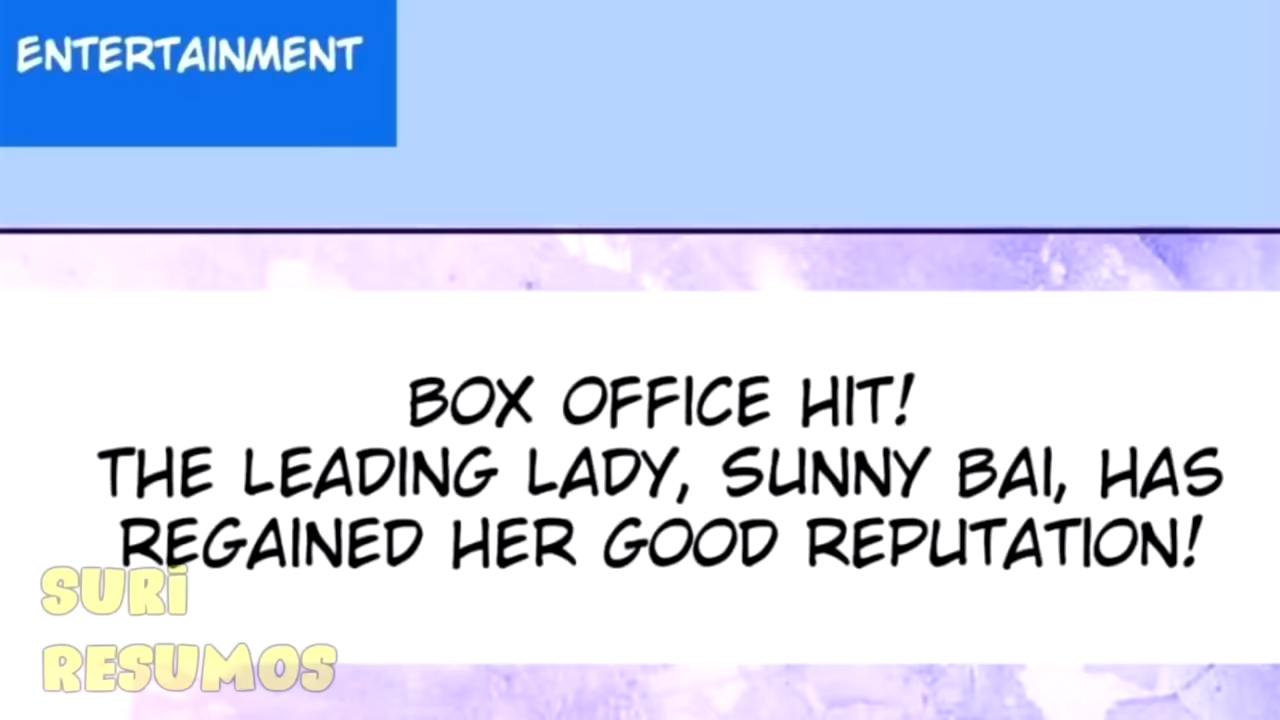 ENTERTAINMENT
BOX OFFICE HIT!
THE LEADING LADY, SUNNY BAI, HAS
REGAINED HER GOOD REPUTATION!
SURi
RESUMOS